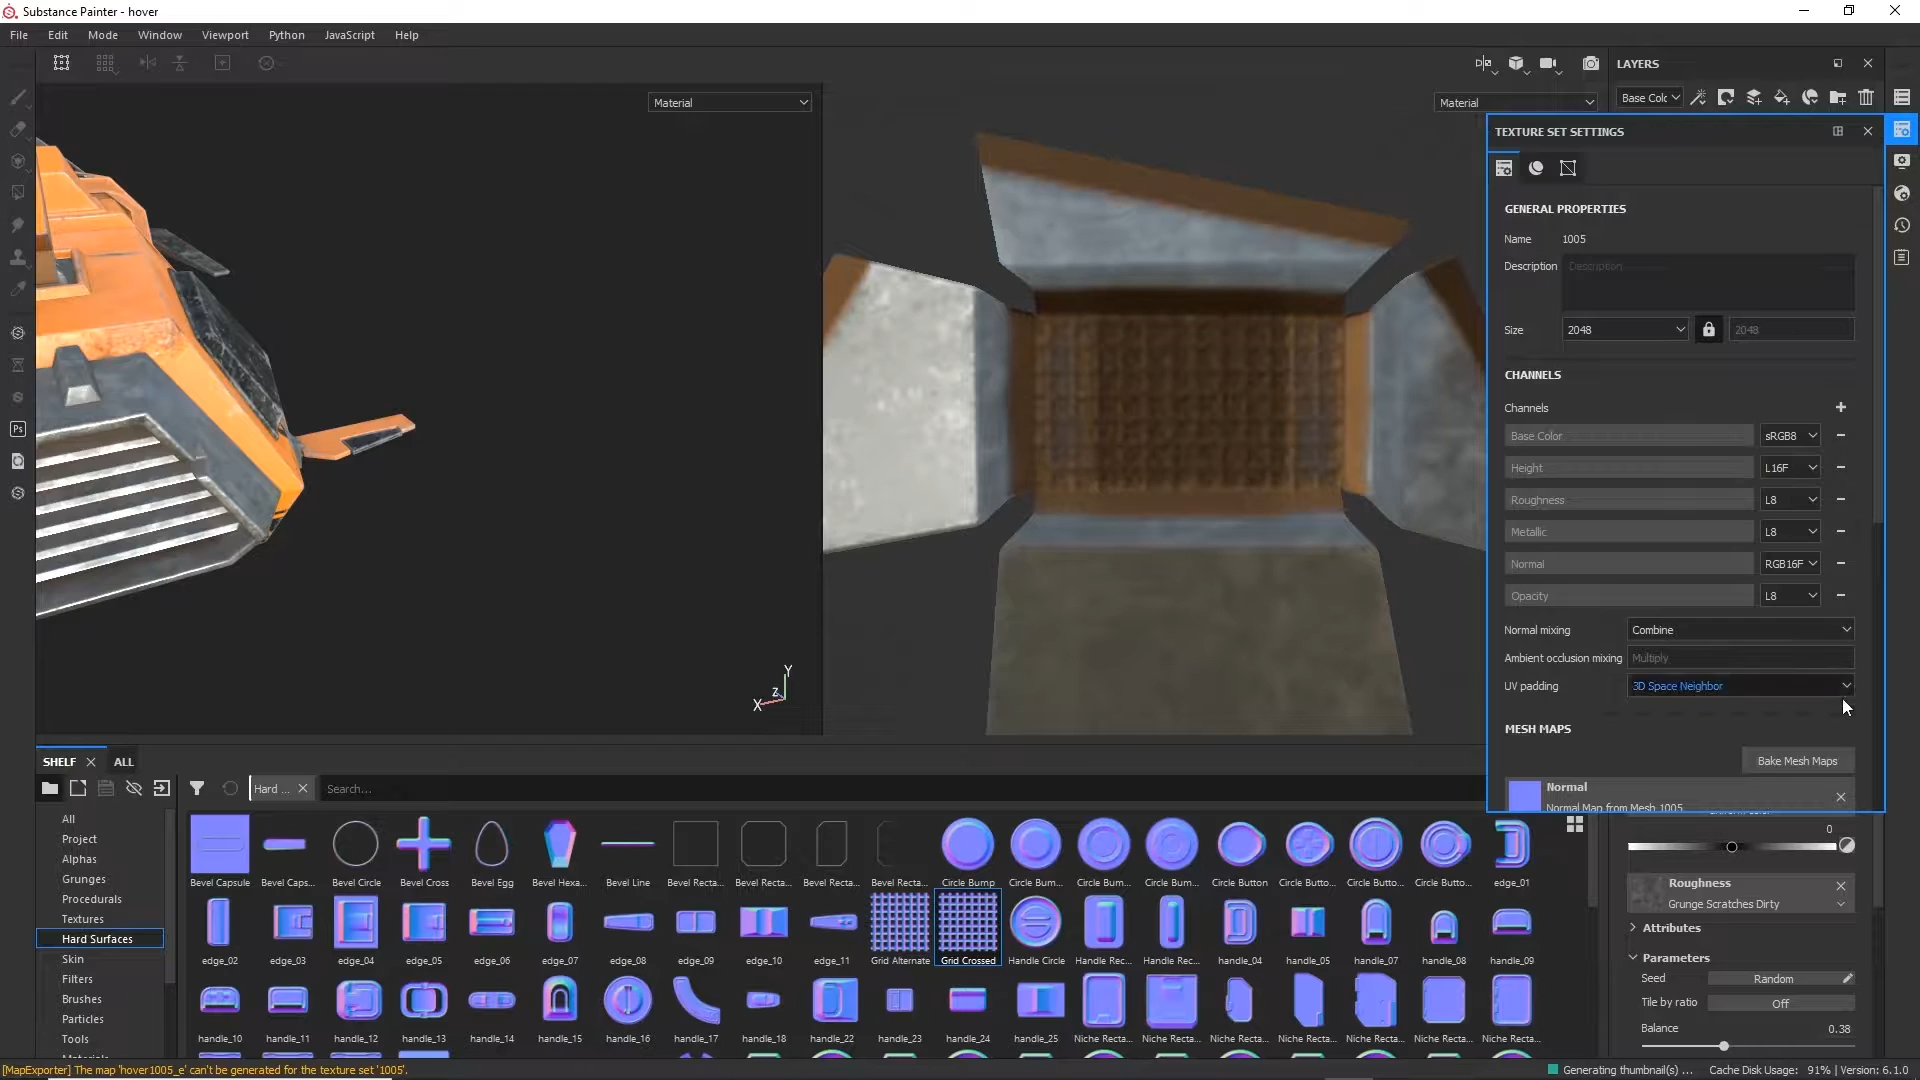 Substance Painter - hover
File Edit Mode Window Viewport Python JavaScript Help
Material
Material
LAYERS
Base Colc
TEXTURE SET SETTINGS
GENERAL PROPERTIES
Name 1005
Description Description
Size 2048 2048
CHANNELS
Channels
Base Color sRGB8
Height L16F
Roughness L8
Metallic L8
Normal RGB16F
Opacity L8
Normal mixing Combine
Ambient occlusion mixing Multiply
UV padding 3D Space Neighbor
MESH MAPS
Bake Mesh Maps
Normal
Normal Map from Mesh 1005
0
Roughness
Grunge Scratches Dirty
Attributes
Parameters
Seed Random
Tile by ratio Off
Balance 0.38
Ps
Y
Z
X
SHELF ALL
Hard ... Search...
All
Project
Alphas
Grunges
Procedurals
Textures
Hard Surfaces
Skin
Filters
Brushes
Particles
Tools
Bevel Capsule Bevel Caps... Bevel Circle Bevel Cross Bevel Egg Bevel Hexa... Bevel Line Bevel Recta... Bevel Recta... Bevel Recta... Bevel Recta... Circle Bump Circle Bum... Circle Bum... Circle Bum... Circle Button Circle Butto... Circle Butto... Circle Butto... edge_01
edge_02 edge_03 edge_04 edge_05 edge_06 edge_07 edge_08 edge_09 edge_10 edge_11 Grid Alternate Grid Crossed Handle Circle Handle Rec... Handle Rec... handle_04 handle_05 handle_07 handle_08 handle_09
handle_10 handle_11 handle_12 handle_13 handle_14 handle_15 handle_16 handle_17 handle_18 handle_22 handle_23 handle_24 handle_25 Niche Recta... Niche Recta... Niche Recta... Niche Recta... Niche Recta... Niche Recta... Niche Recta...
[MapExporter] The map 'hover1005_e' can't be generated for the texture set '1005'.
Generating thumbnail(s) ... Cache Disk Usage: 91% | Version: 6.1.0